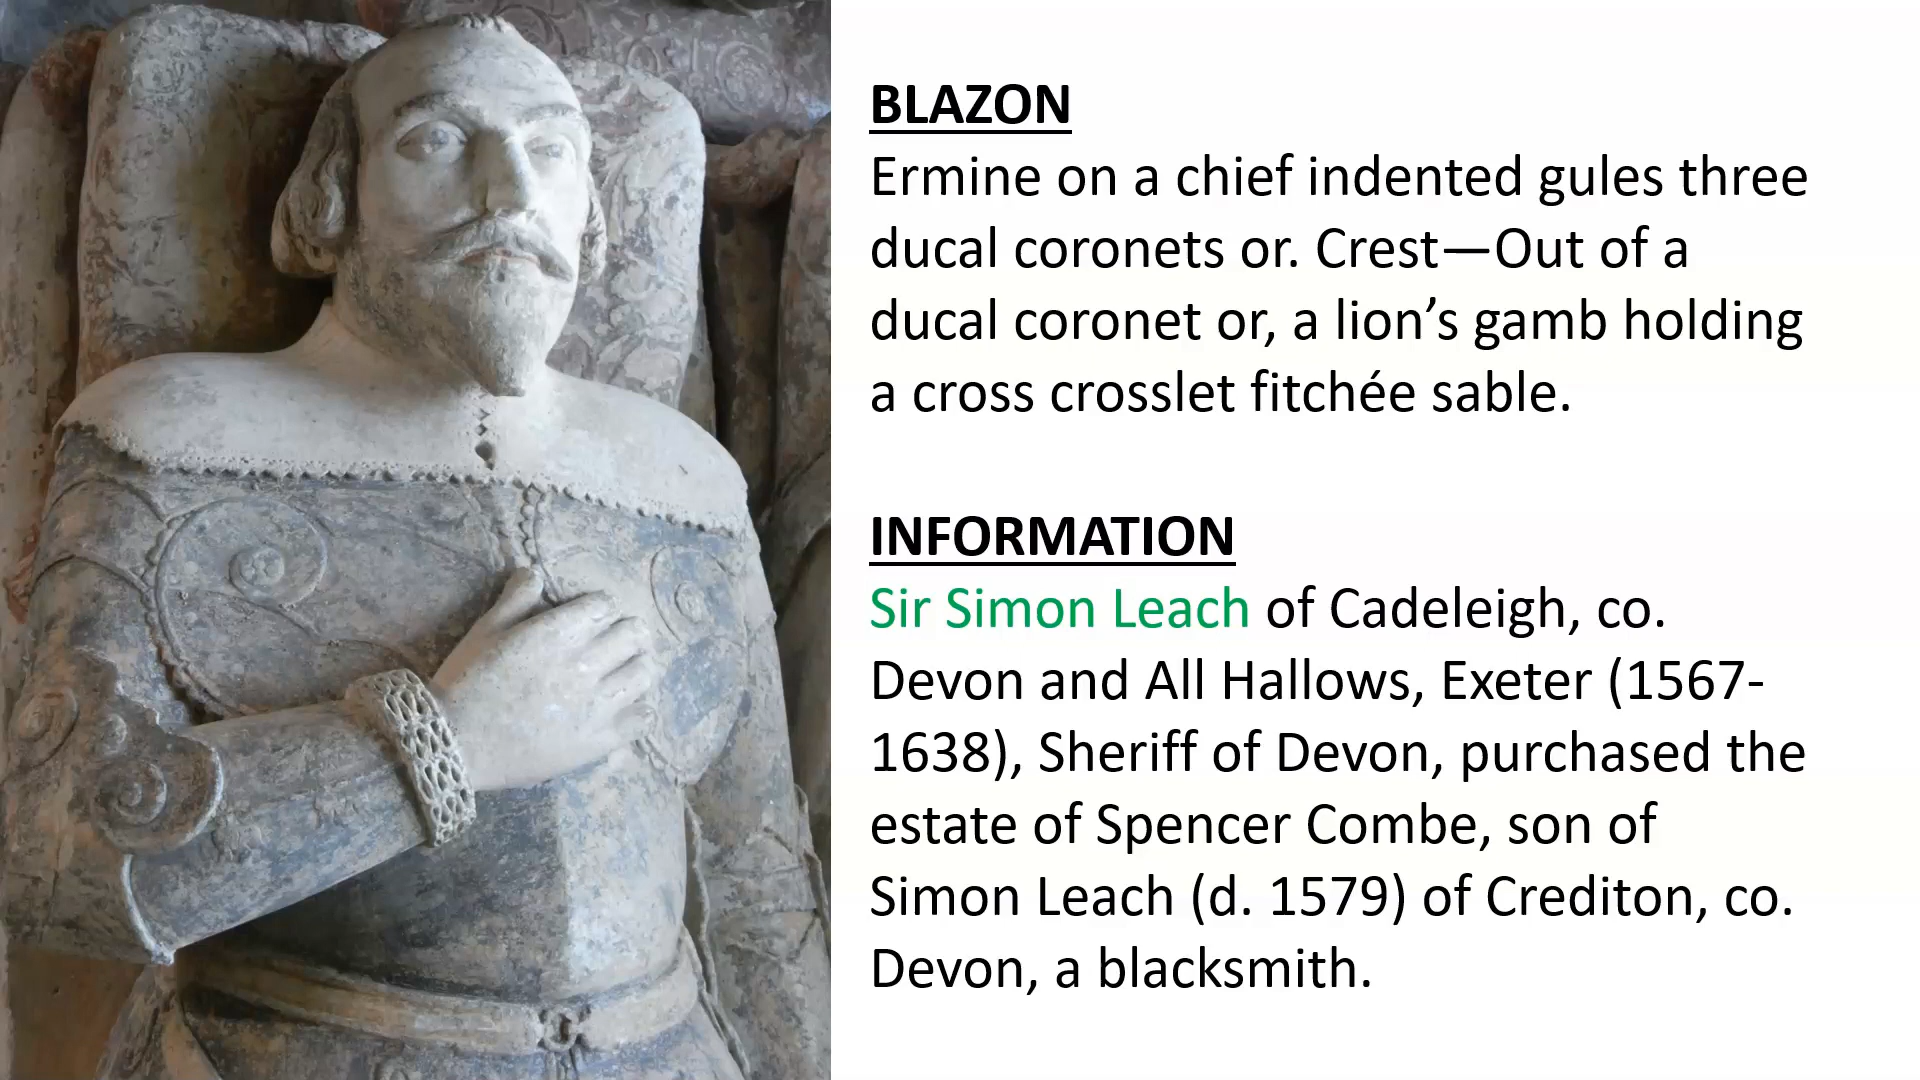 BLAZON
Ermine on a chief indented gules three
ducal coronets or. Crest—Out of a
ducal coronet or, a lion’s gamb holding
a cross crosslet fitchée sable.
INFORMATION
Sir Simon Leach of Cadeleigh, co.
Devon and All Hallows, Exeter (1567-
1638), Sheriff of Devon, purchased the
estate of Spencer Combe, son of
Simon Leach (d. 1579) of Crediton, co.
Devon, a blacksmith.